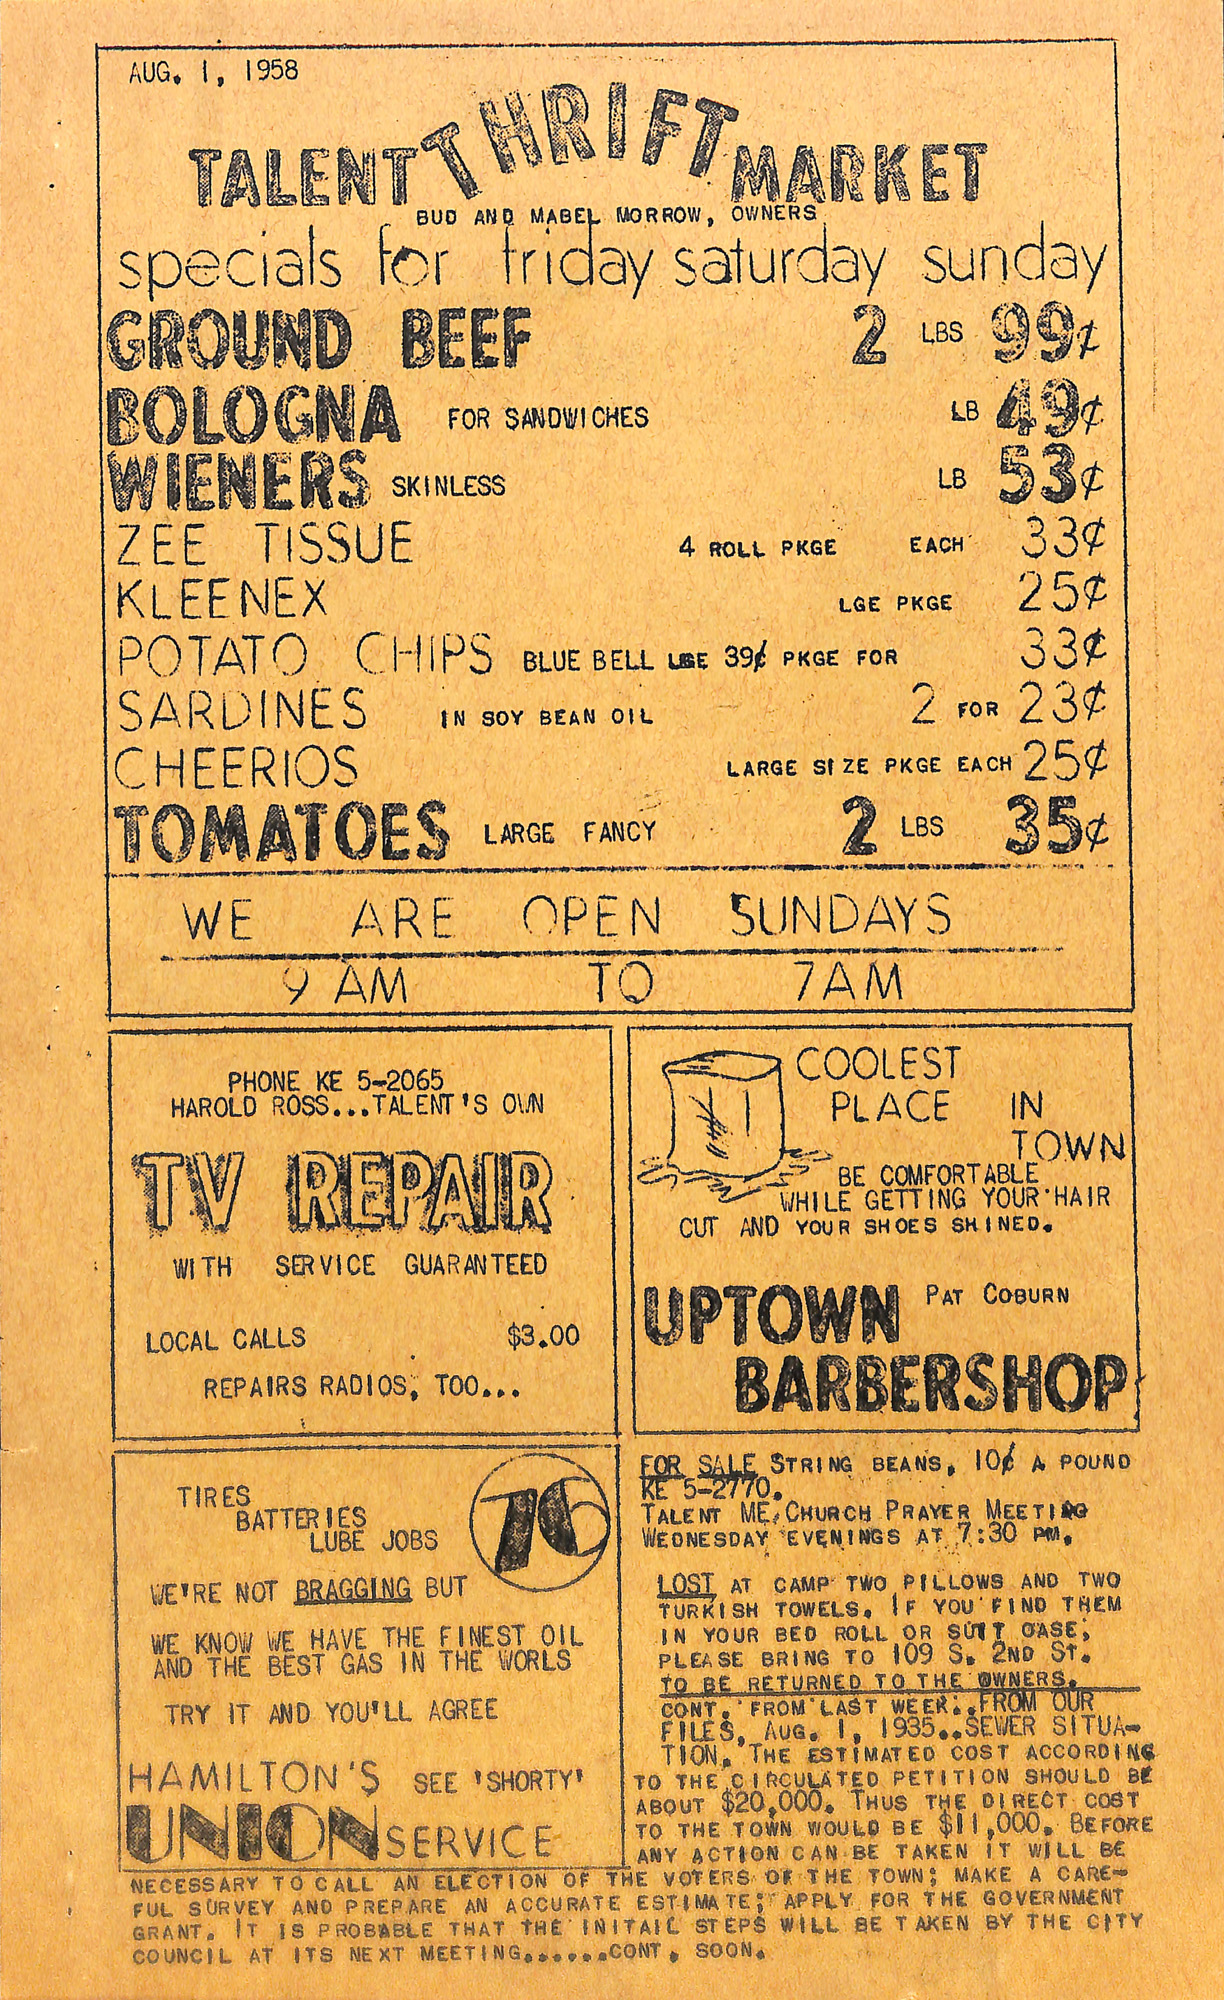 AUG. 1, 1958
TALENT THRIFT MARKET
BUD AND MABEL MORROW, OWNERS
specials for friday saturday sunday
GROUND BEEF 2 LBS 99¢
BOLOGNA FOR SANDWICHES LB 49¢
WIENERS SKINLESS LB 53¢
ZEE TISSUE 4 ROLL PKGE EACH 33¢
KLEENEX LGE PKGE 25¢
POTATO CHIPS BLUE BELL LGE 39¢ PKGE FOR 33¢
SARDINES IN SOY BEAN OIL 2 FOR 23¢
CHEERIOS LARGE SIZE PKGE EACH 25¢
TOMATOES LARGE FANCY 2 LBS 35¢
WE ARE OPEN SUNDAYS
9 AM TO 7AM
PHONE KE 5-2065
HAROLD ROSS...TALENT'S OWN
TV REPAIR
WITH SERVICE GUARANTEED
LOCAL CALLS $3.00
REPAIRS RADIOS, TOO...
COOLEST
PLACE IN
TOWN
BE COMFORTABLE
WHILE GETTING YOUR HAIR
CUT AND YOUR SHOES SHINED.
UPTOWN PAT COBURN
BARBERSHOP
TIRES
BATTERIES
LUBE JOBS
76
WE'RE NOT BRAGGING BUT
WE KNOW WE HAVE THE FINEST OIL
AND THE BEST GAS IN THE WORLS
TRY IT AND YOU'LL AGREE
HAMILTON'S SEE 'SHORTY'
UNION SERVICE
FOR SALE STRING BEANS, 10¢ A POUND
KE 5-2770.
TALENT ME. CHURCH PRAYER MEETING
WEDNESDAY EVENINGS AT 7:30 PM.
LOST AT CAMP TWO PILLOWS AND TWO
TURKISH TOWELS. IF YOU FIND THEM
IN YOUR BED ROLL OR SUIT CASE,
PLEASE BRING TO 109 S. 2ND ST.
TO BE RETURNED TO THE OWNERS.
CONT. FROM LAST WEEK..FROM OUR
FILES, AUG. 1, 1935..SEWER SITUA-
TION. THE ESTIMATED COST ACCORDING
TO THE CIRCULATED PETITION SHOULD BE
ABOUT $20,000. THUS THE DIRECT COST
TO THE TOWN WOULD BE $11,000. BEFORE
ANY ACTION CAN BE TAKEN IT WILL BE
NECESSARY TO CALL AN ELECTION OF THE VOTERS OF THE TOWN; MAKE A CARE-
FUL SURVEY AND PREPARE AN ACCURATE ESTIMATE; APPLY FOR THE GOVERNMENT
GRANT. IT IS PROBABLE THAT THE INITAIL STEPS WILL BE TAKEN BY THE CITY
COUNCIL AT ITS NEXT MEETING......CONT. SOON.